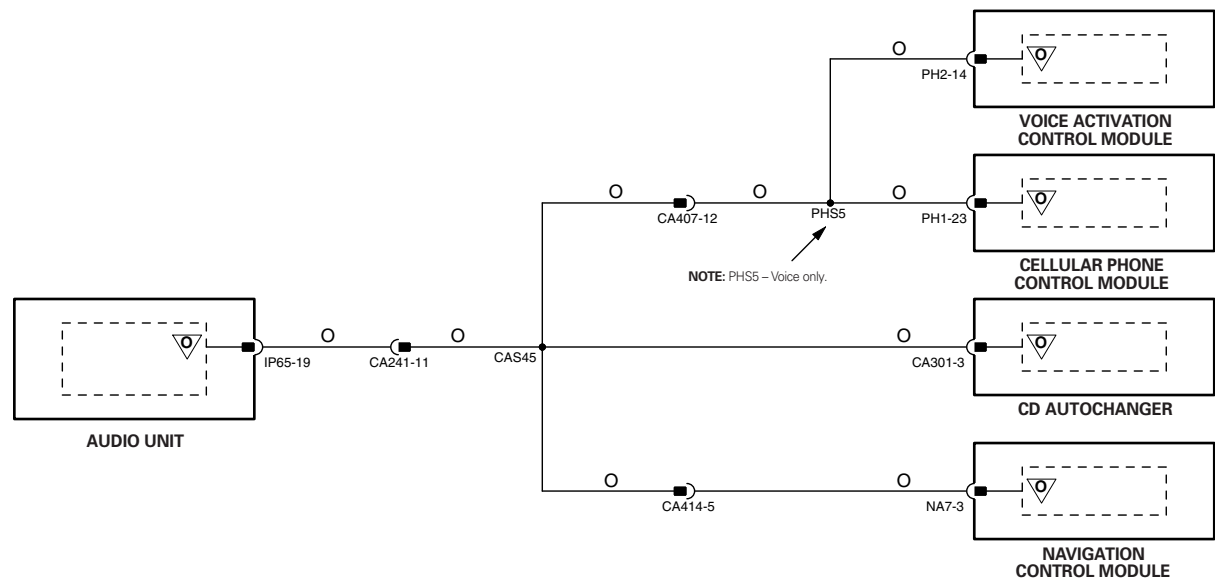 O
PH2-14
O
VOICE ACTIVATION
CONTROL MODULE
O
O
O
O
CA407-12
PHS5
PH1-23
NOTE: PHS5 – Voice only.
CELLULAR PHONE
CONTROL MODULE
O
O
O
O
O
IP65-19
CA241-11
CAS45
CA301-3
AUDIO UNIT
CD AUTOCHANGER
O
O
O
CA414-5
NA7-3
NAVIGATION
CONTROL MODULE